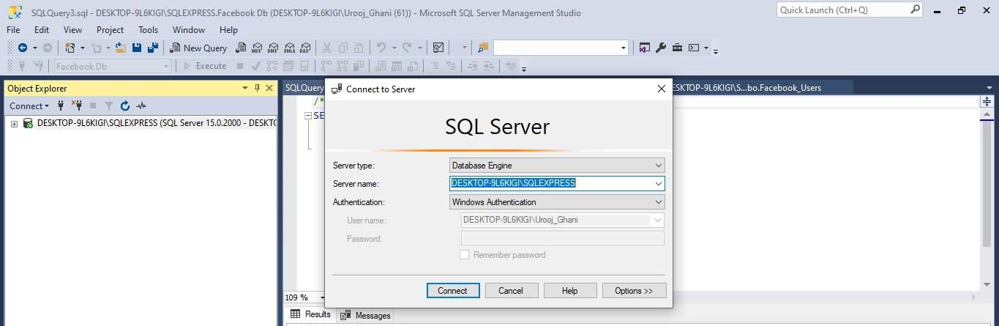 SQLQuery3.sql - DESKTOP-9L6KIGI\SQLEXPRESS.Facebook Db (DESKTOP-9L6KIGI\Urooj_Ghani (61)) - Microsoft SQL Server Management Studio
Quick Launch (Ctrl+Q)
File Edit View Project Tools Window Help
New Query MDX DMX XMLA DAX
Facebook Db Execute
Object Explorer
Connect
DESKTOP-9L6KIGI\SQLEXPRESS (SQL Server 15.0.2000 - DESKTO
SQLQuery
ESKTOP-9L6KIGI\S...bo.Facebook_Users
/*
SE
Connect to Server
SQL Server
Server type: Database Engine
Server name: DESKTOP-9L6KIGI\SQLEXPRESS
Authentication: Windows Authentication
User name: DESKTOP-9L6KIGI\Urooj_Ghani
Password:
Remember password
Connect Cancel Help Options >>
109 %
Results Messages